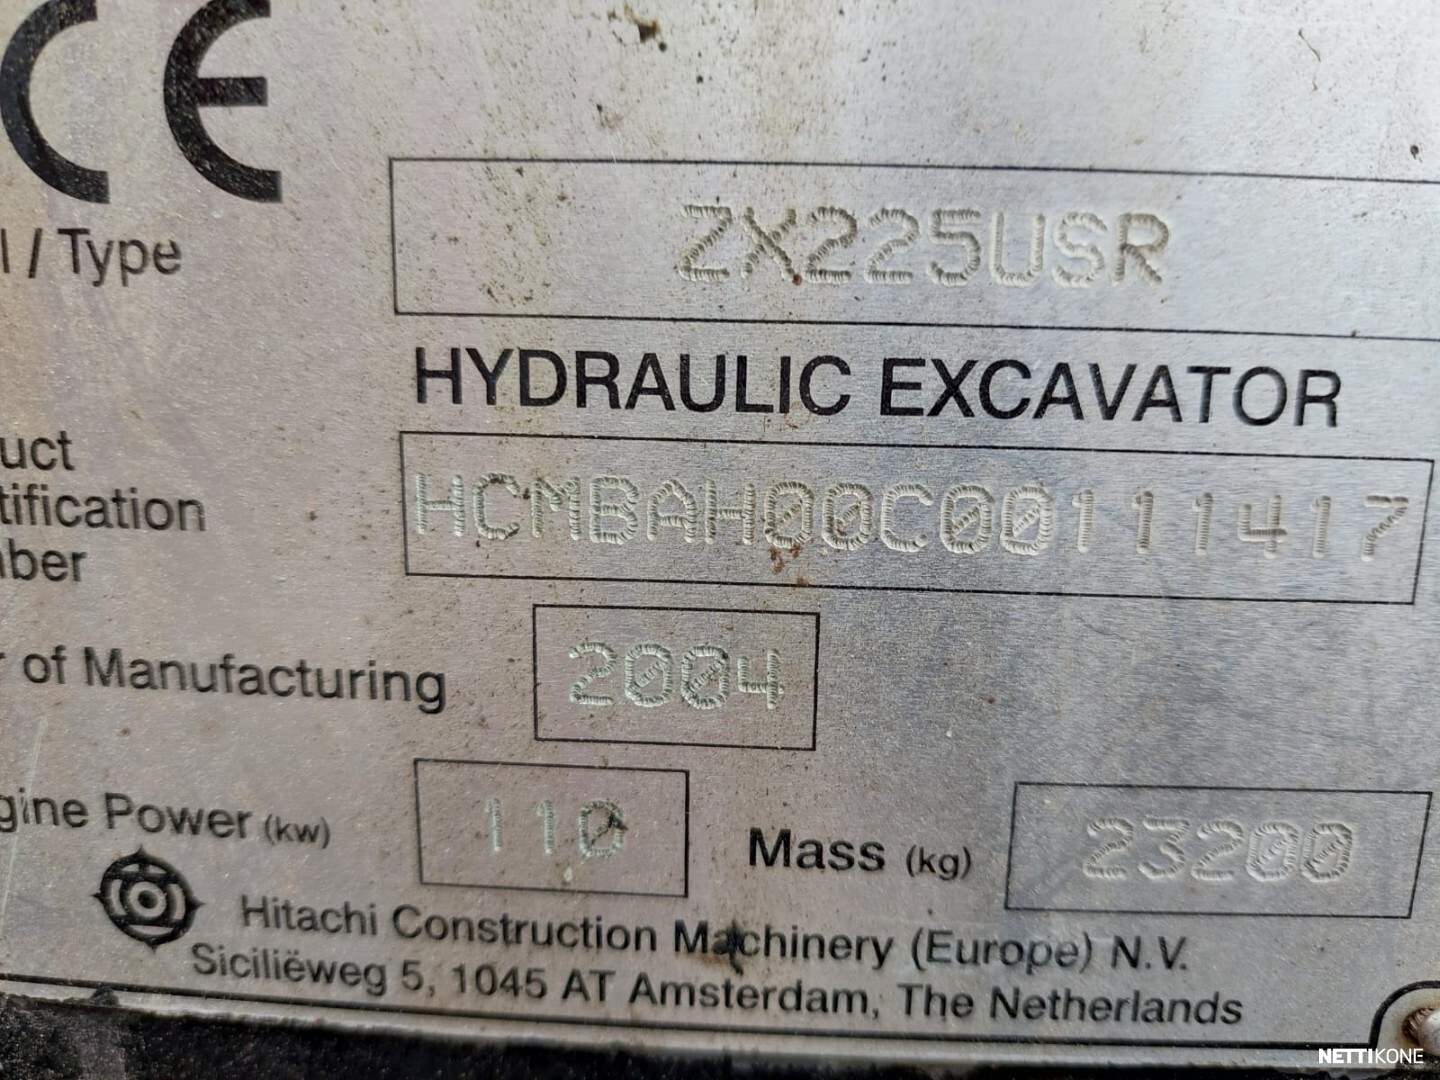 CE
l / Type ZX225USR
HYDRAULIC EXCAVATOR
uct
tification
ber
HCMBAH00C00111417
of Manufacturing 2004
gine Power (kw) 110 Mass (kg) 23200
Hitachi Construction Machinery (Europe) N.V.
Siciliëweg 5, 1045 AT Amsterdam, The Netherlands
NETTIKONE